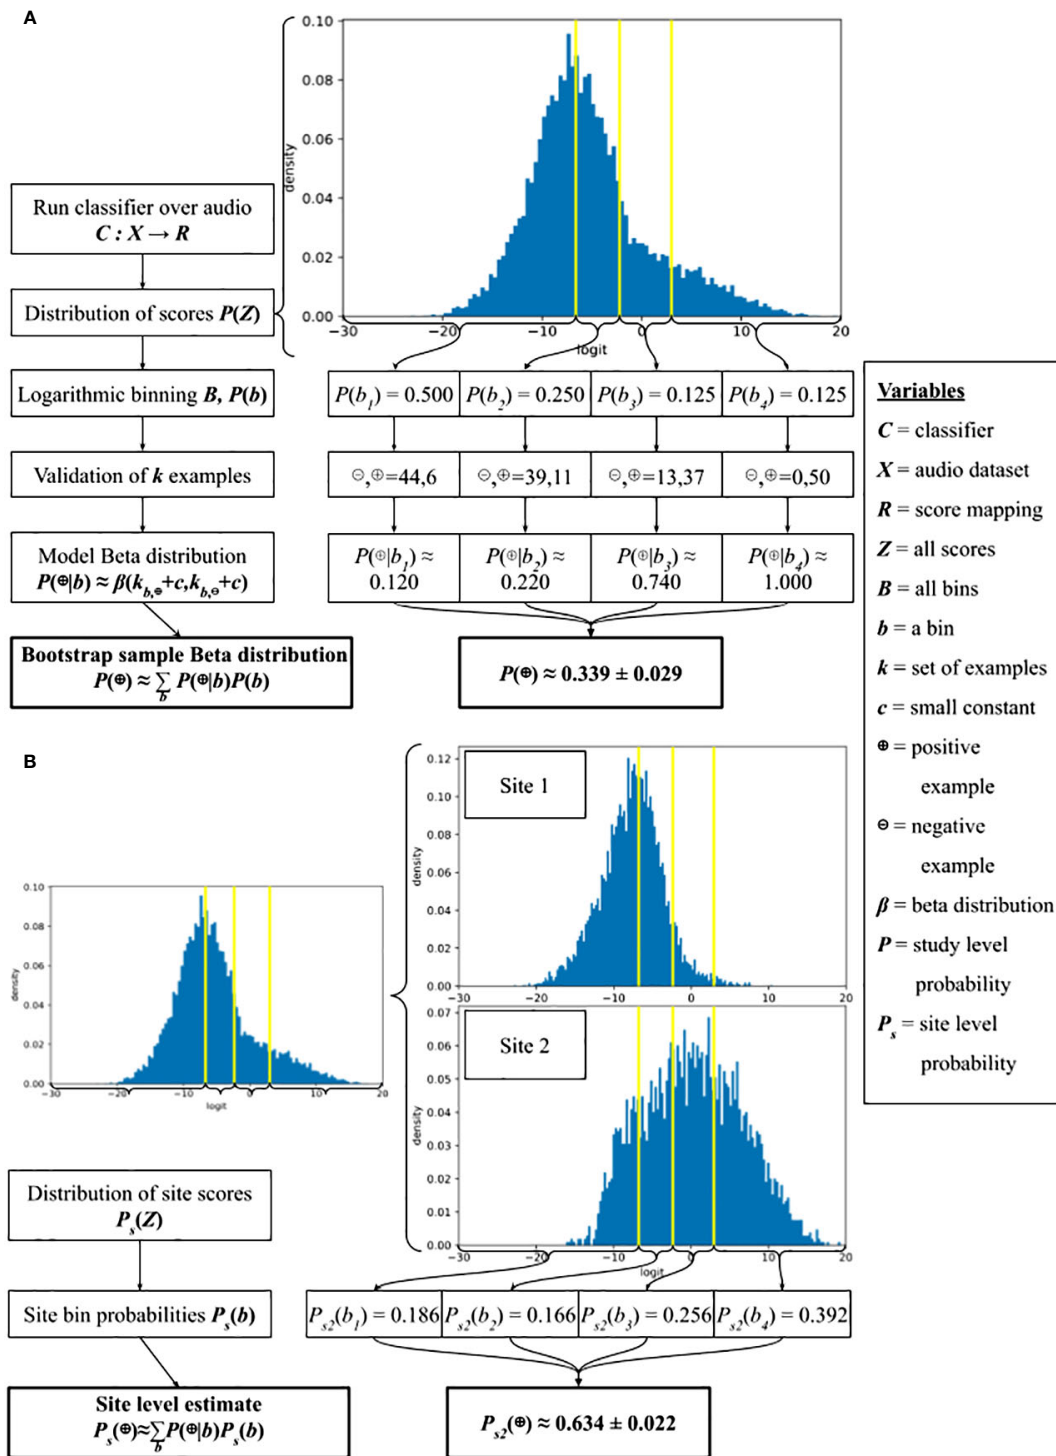 A
0.10
0.08
0.06
0.04
0.02
0.00
density
−30
−20
−10
0
10
20
logit
Run classifier over audio
C : X → R
Distribution of scores P(Z)
Logarithmic binning B, P(b)
P(b₁) = 0.500
P(b₂) = 0.250
P(b₃) = 0.125
P(b₄) = 0.125
Validation of k examples
⊖,⊕=44,6
⊖,⊕=39,11
⊖,⊕=13,37
⊖,⊕=0,50
Model Beta distribution
P(⊕|b) ≈ β(k_b,⊕+c,k_b,⊖+c)
P(⊕|b₁) ≈
0.120
P(⊕|b₂) ≈
0.220
P(⊕|b₃) ≈
0.740
P(⊕|b₄) ≈
1.000
Bootstrap sample Beta distribution
P(⊕) ≈ ∑ P(⊕|b)P(b)
b
P(⊕) ≈ 0.339 ± 0.029
Variables
C = classifier
X = audio dataset
R = score mapping
Z = all scores
B = all bins
b = a bin
k = set of examples
c = small constant
⊕ = positive
example
⊖ = negative
example
β = beta distribution
P = study level
probability
Pₛ = site level
probability
B
0.10
0.08
0.06
0.04
0.02
0.00
density
−30
−20
−10
0
10
20
logit
Site 1
0.12
0.10
0.08
0.06
0.04
0.02
0.00
density
−30
−20
−10
0
10
20
Site 2
0.07
0.06
0.05
0.04
0.03
0.02
0.01
0.00
density
−30
−20
−10
0
10
20
logit
Distribution of site scores
Pₛ(Z)
Site bin probabilities Pₛ(b)
Pₛ₂(b₁) = 0.186
Pₛ₂(b₂) = 0.166
Pₛ₂(b₃) = 0.256
Pₛ₂(b₄) = 0.392
Site level estimate
Pₛ(⊕)≈∑P(⊕|b)Pₛ(b)
b
Pₛ₂(⊕) ≈ 0.634 ± 0.022